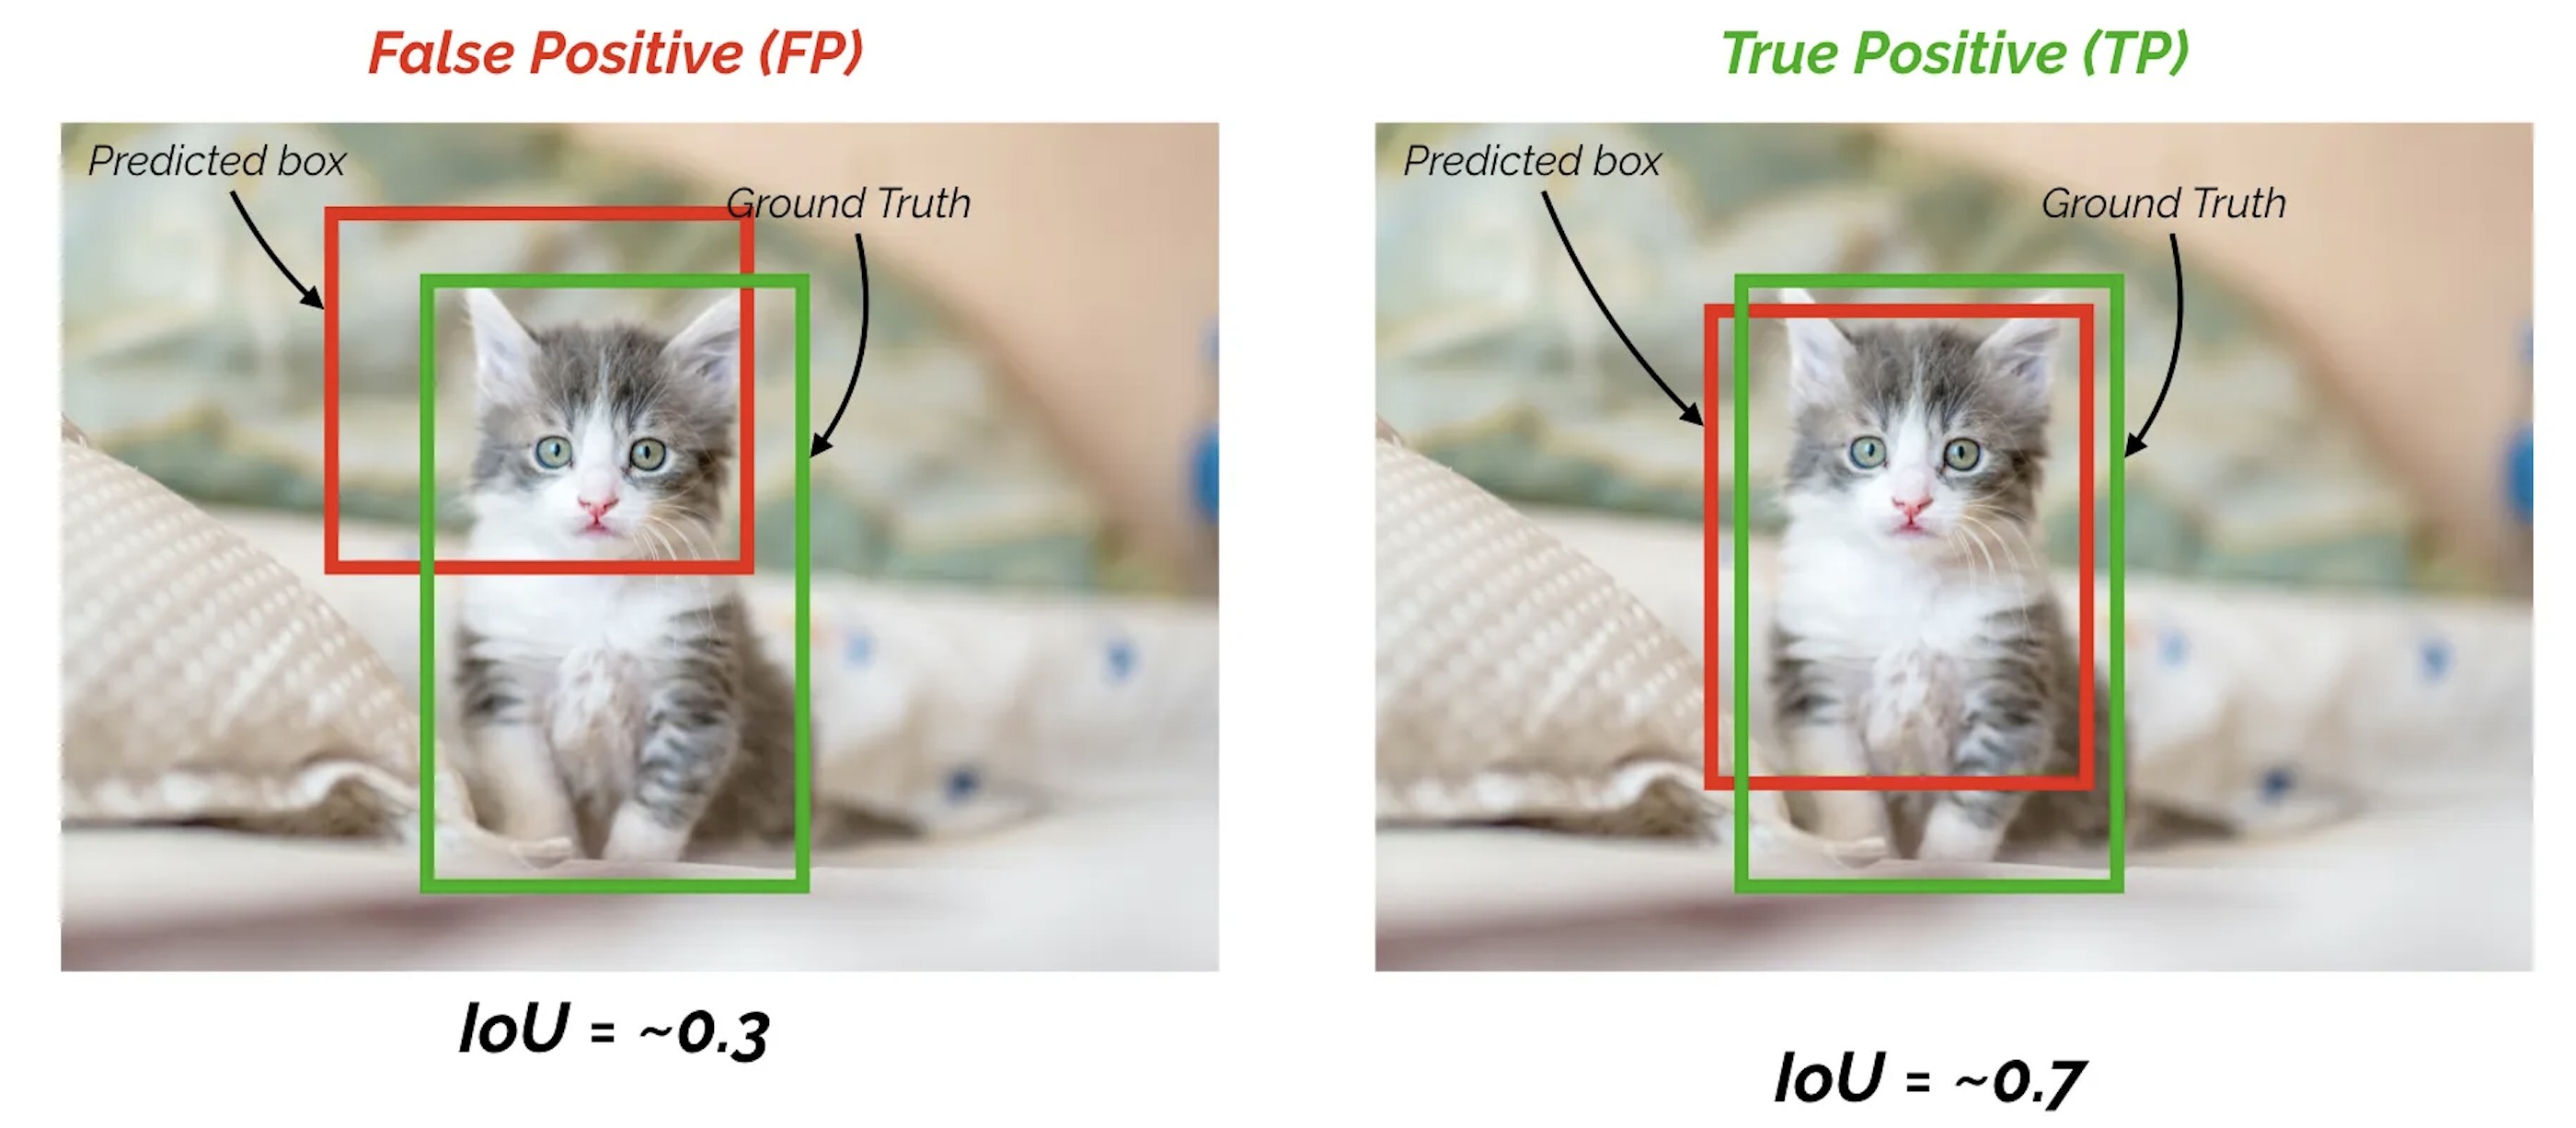 False Positive (FP)
Predicted box
Ground Truth
IoU = ~0.3
True Positive (TP)
Predicted box
Ground Truth
IoU = ~0.7